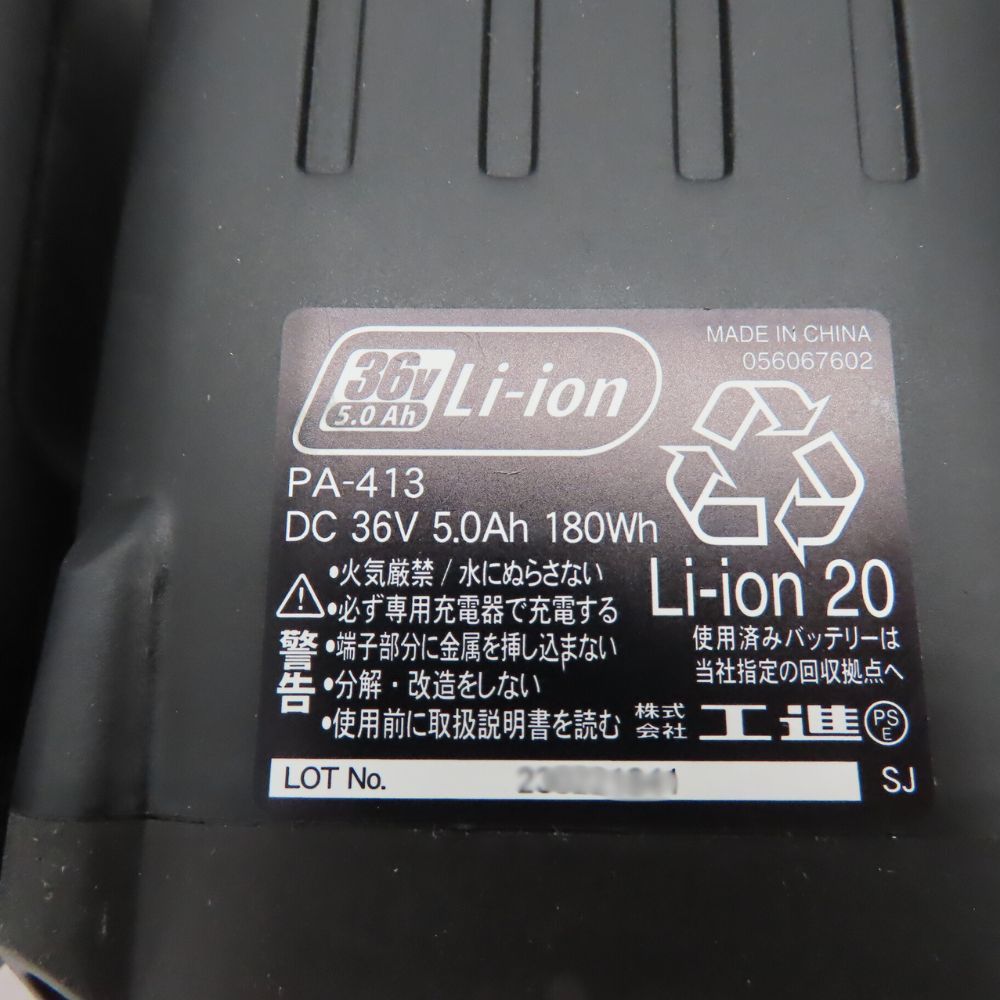 MADE IN CHINA
056067602
36V
5.0 Ah
Li-ion
PA-413
DC 36V 5.0Ah 180Wh
Li-ion 20
使用済みバッテリーは
当社指定の回収拠点へ
警告
•火気厳禁/水にぬらさない
•必ず専用充電器で充電する
•端子部分に金属を挿し込まない
•分解・改造をしない
•使用前に取扱説明書を読む
株式会社 工進
PSE
LOT No.
SJ